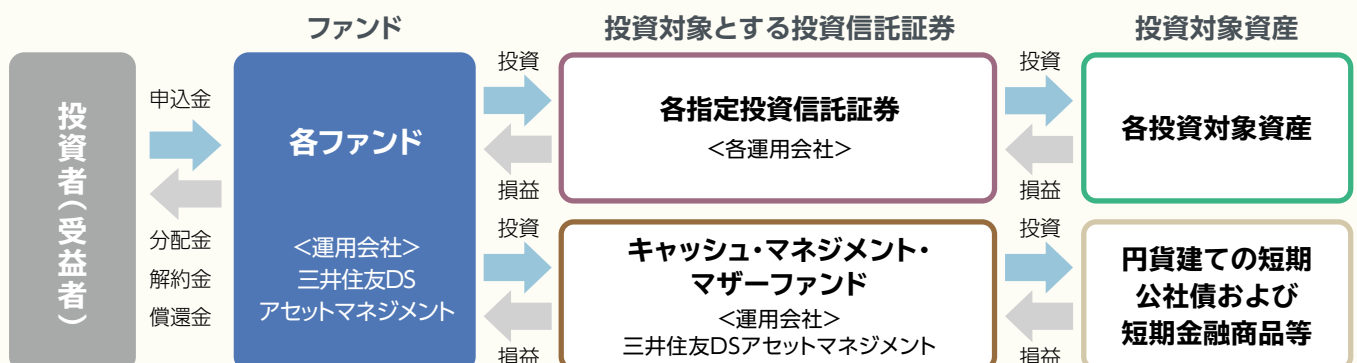 ファンド
投資対象とする投資信託証券
投資対象資産
投資者(受益者)
申込金
分配金
解約金
償還金
各ファンド
<運用会社>
三井住友DS
アセットマネジメント
投資
損益
各指定投資信託証券
<各運用会社>
投資
損益
各投資対象資産
投資
損益
キャッシュ・マネジメント・
マザーファンド
<運用会社>
三井住友DSアセットマネジメント
投資
損益
円貨建ての短期
公社債および
短期金融商品等